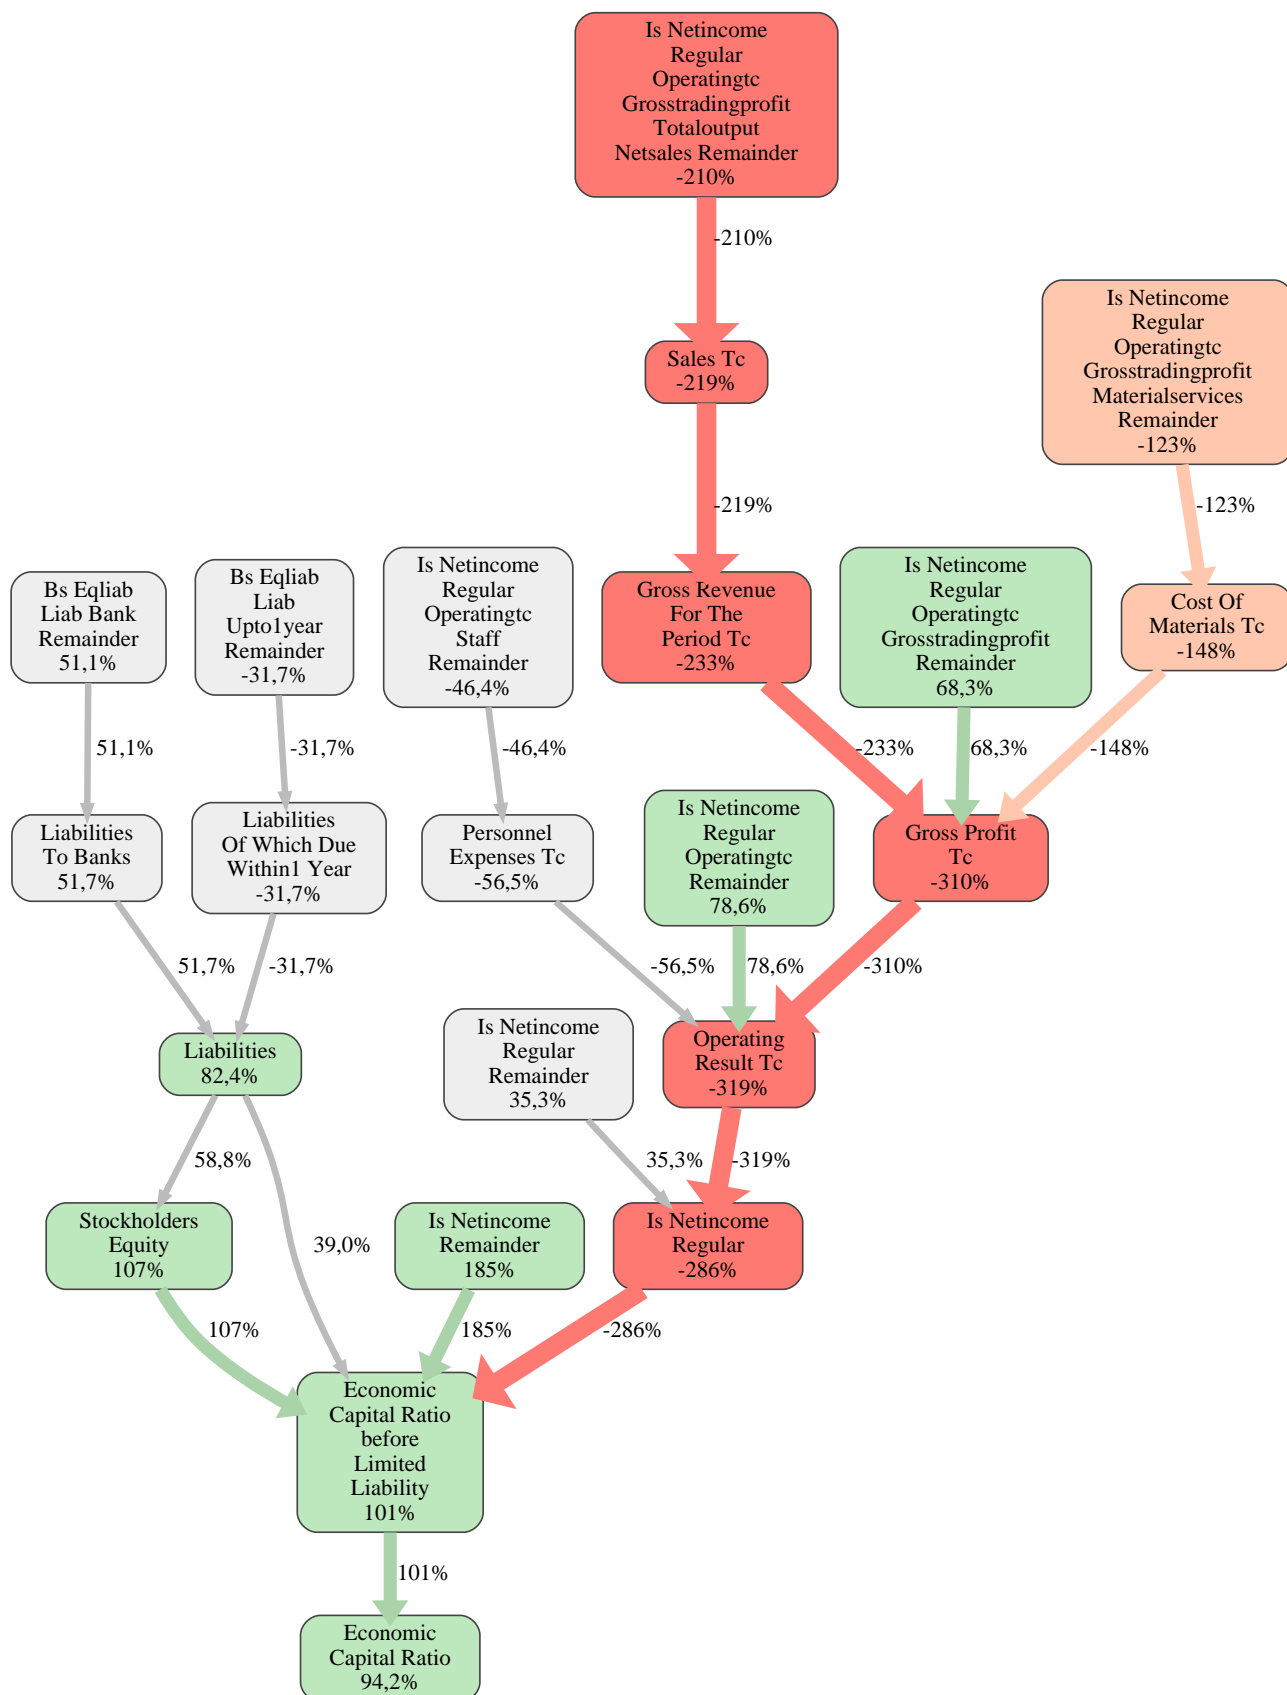 Is Netincome
Regular
Operatingtc
Grosstradingprofit
Totaloutput
Netsales Remainder
-210%
-210%
Is Netincome
Regular
Operatingtc
Grosstradingprofit
Materialservices
Remainder
-123%
Sales Tc
-219%
-123%
-219%
Bs Eqliab
Liab Bank
Remainder
51,1%
Bs Eqliab
Liab
Upto1year
Remainder
-31,7%
Is Netincome
Regular
Operatingtc
Staff
Remainder
-46,4%
Gross Revenue
For The
Period Tc
-233%
Is Netincome
Regular
Operatingtc
Grosstradingprofit
Remainder
68,3%
Cost Of
Materials Tc
-148%
51,1%
-31,7%
-46,4%
-233%
68,3%
-148%
Liabilities
To Banks
51,7%
Liabilities
Of Which Due
Within1 Year
-31,7%
Personnel
Expenses Tc
-56,5%
Is Netincome
Regular
Operatingtc
Remainder
78,6%
Gross Profit
Tc
-310%
51,7%
-31,7%
-56,5%
78,6%
-310%
Liabilities
82,4%
Is Netincome
Regular
Remainder
35,3%
Operating
Result Tc
-319%
58,8%
35,3%
-319%
Stockholders
Equity
107%
39,0%
Is Netincome
Remainder
185%
Is Netincome
Regular
-286%
107%
185%
-286%
Economic
Capital Ratio
before
Limited
Liability
101%
101%
Economic
Capital Ratio
94,2%